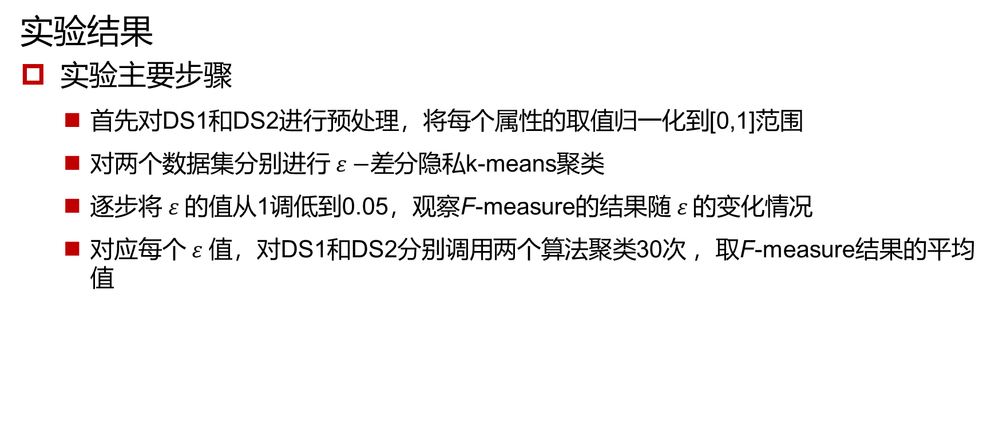 实验结果
实验主要步骤
首先对DS1和DS2进行预处理，将每个属性的取值归一化到[0,1]范围
对两个数据集分别进行 ε −差分隐私k-means聚类
逐步将 ε 的值从1调低到0.05，观察F-measure的结果随 ε 的变化情况
对应每个 ε 值，对DS1和DS2分别调用两个算法聚类30次 ，取F-measure结果的平均
值